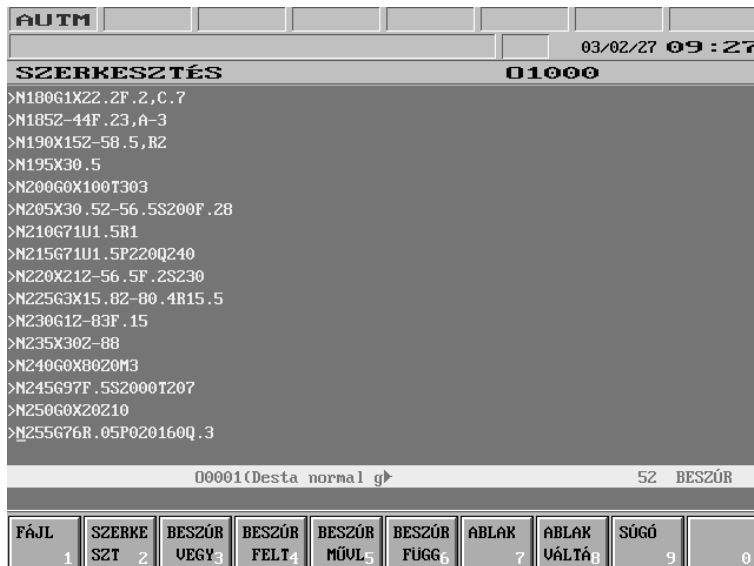 AUTM
03/02/27 09:27
SZERKESZTÉS O1000
>N180G1X22.2F.2,C.7
>N185Z-44F.23,A-3
>N190X15Z-58.5,R2
>N195X30.5
>N200G0X100T303
>N205X30.5Z-56.5S200F.28
>N210G71U1.5R1
>N215G71U1.5P220Q240
>N220X21Z-56.5F.2S230
>N225G3X15.8Z-80.4R15.5
>N230G1Z-83F.15
>N235X30Z-88
>N240G0X80Z0M3
>N245G97F.5S2000T207
>N250G0X20Z10
>N255G76R.05P020160Q.3
O0001(Desta normal g 52 BESZÚR
FÁJL 1 SZERKESZT 2 BESZÚR VEGY 3 BESZÚR FELT 4 BESZÚR MŰVL 5 BESZÚR FÜGG 6 ABLAK 7 ABLAK VÁLTÁ 8 SÚGÓ 9 0